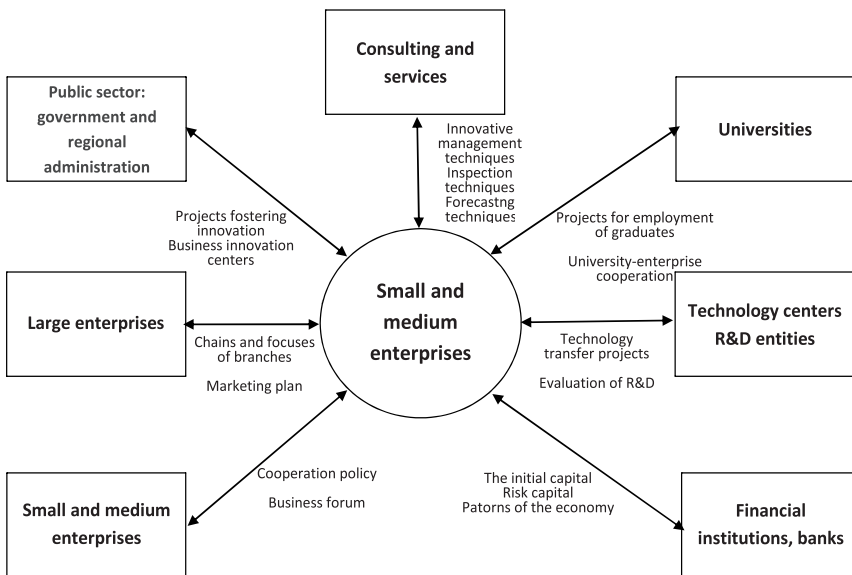 Consulting and
services
Public sector:
government and
regional
administration
Universities
Innovative
management
techniques
Inspection
techniques
Forecastng
techniques
Projects fostering
innovation
Business innovation
centers
Projects for employment
of graduates
University-enterprise
cooperation
Small and
medium
enterprises
Large enterprises
Chains and focuses
of branches
Marketing plan
Technology centers
R&D entities
Technology
transfer projects
Evaluation of R&D
Cooperation policy
Business forum
The initial capital
Risk capital
Patorns of the economy
Small and medium
enterprises
Financial
institutions, banks